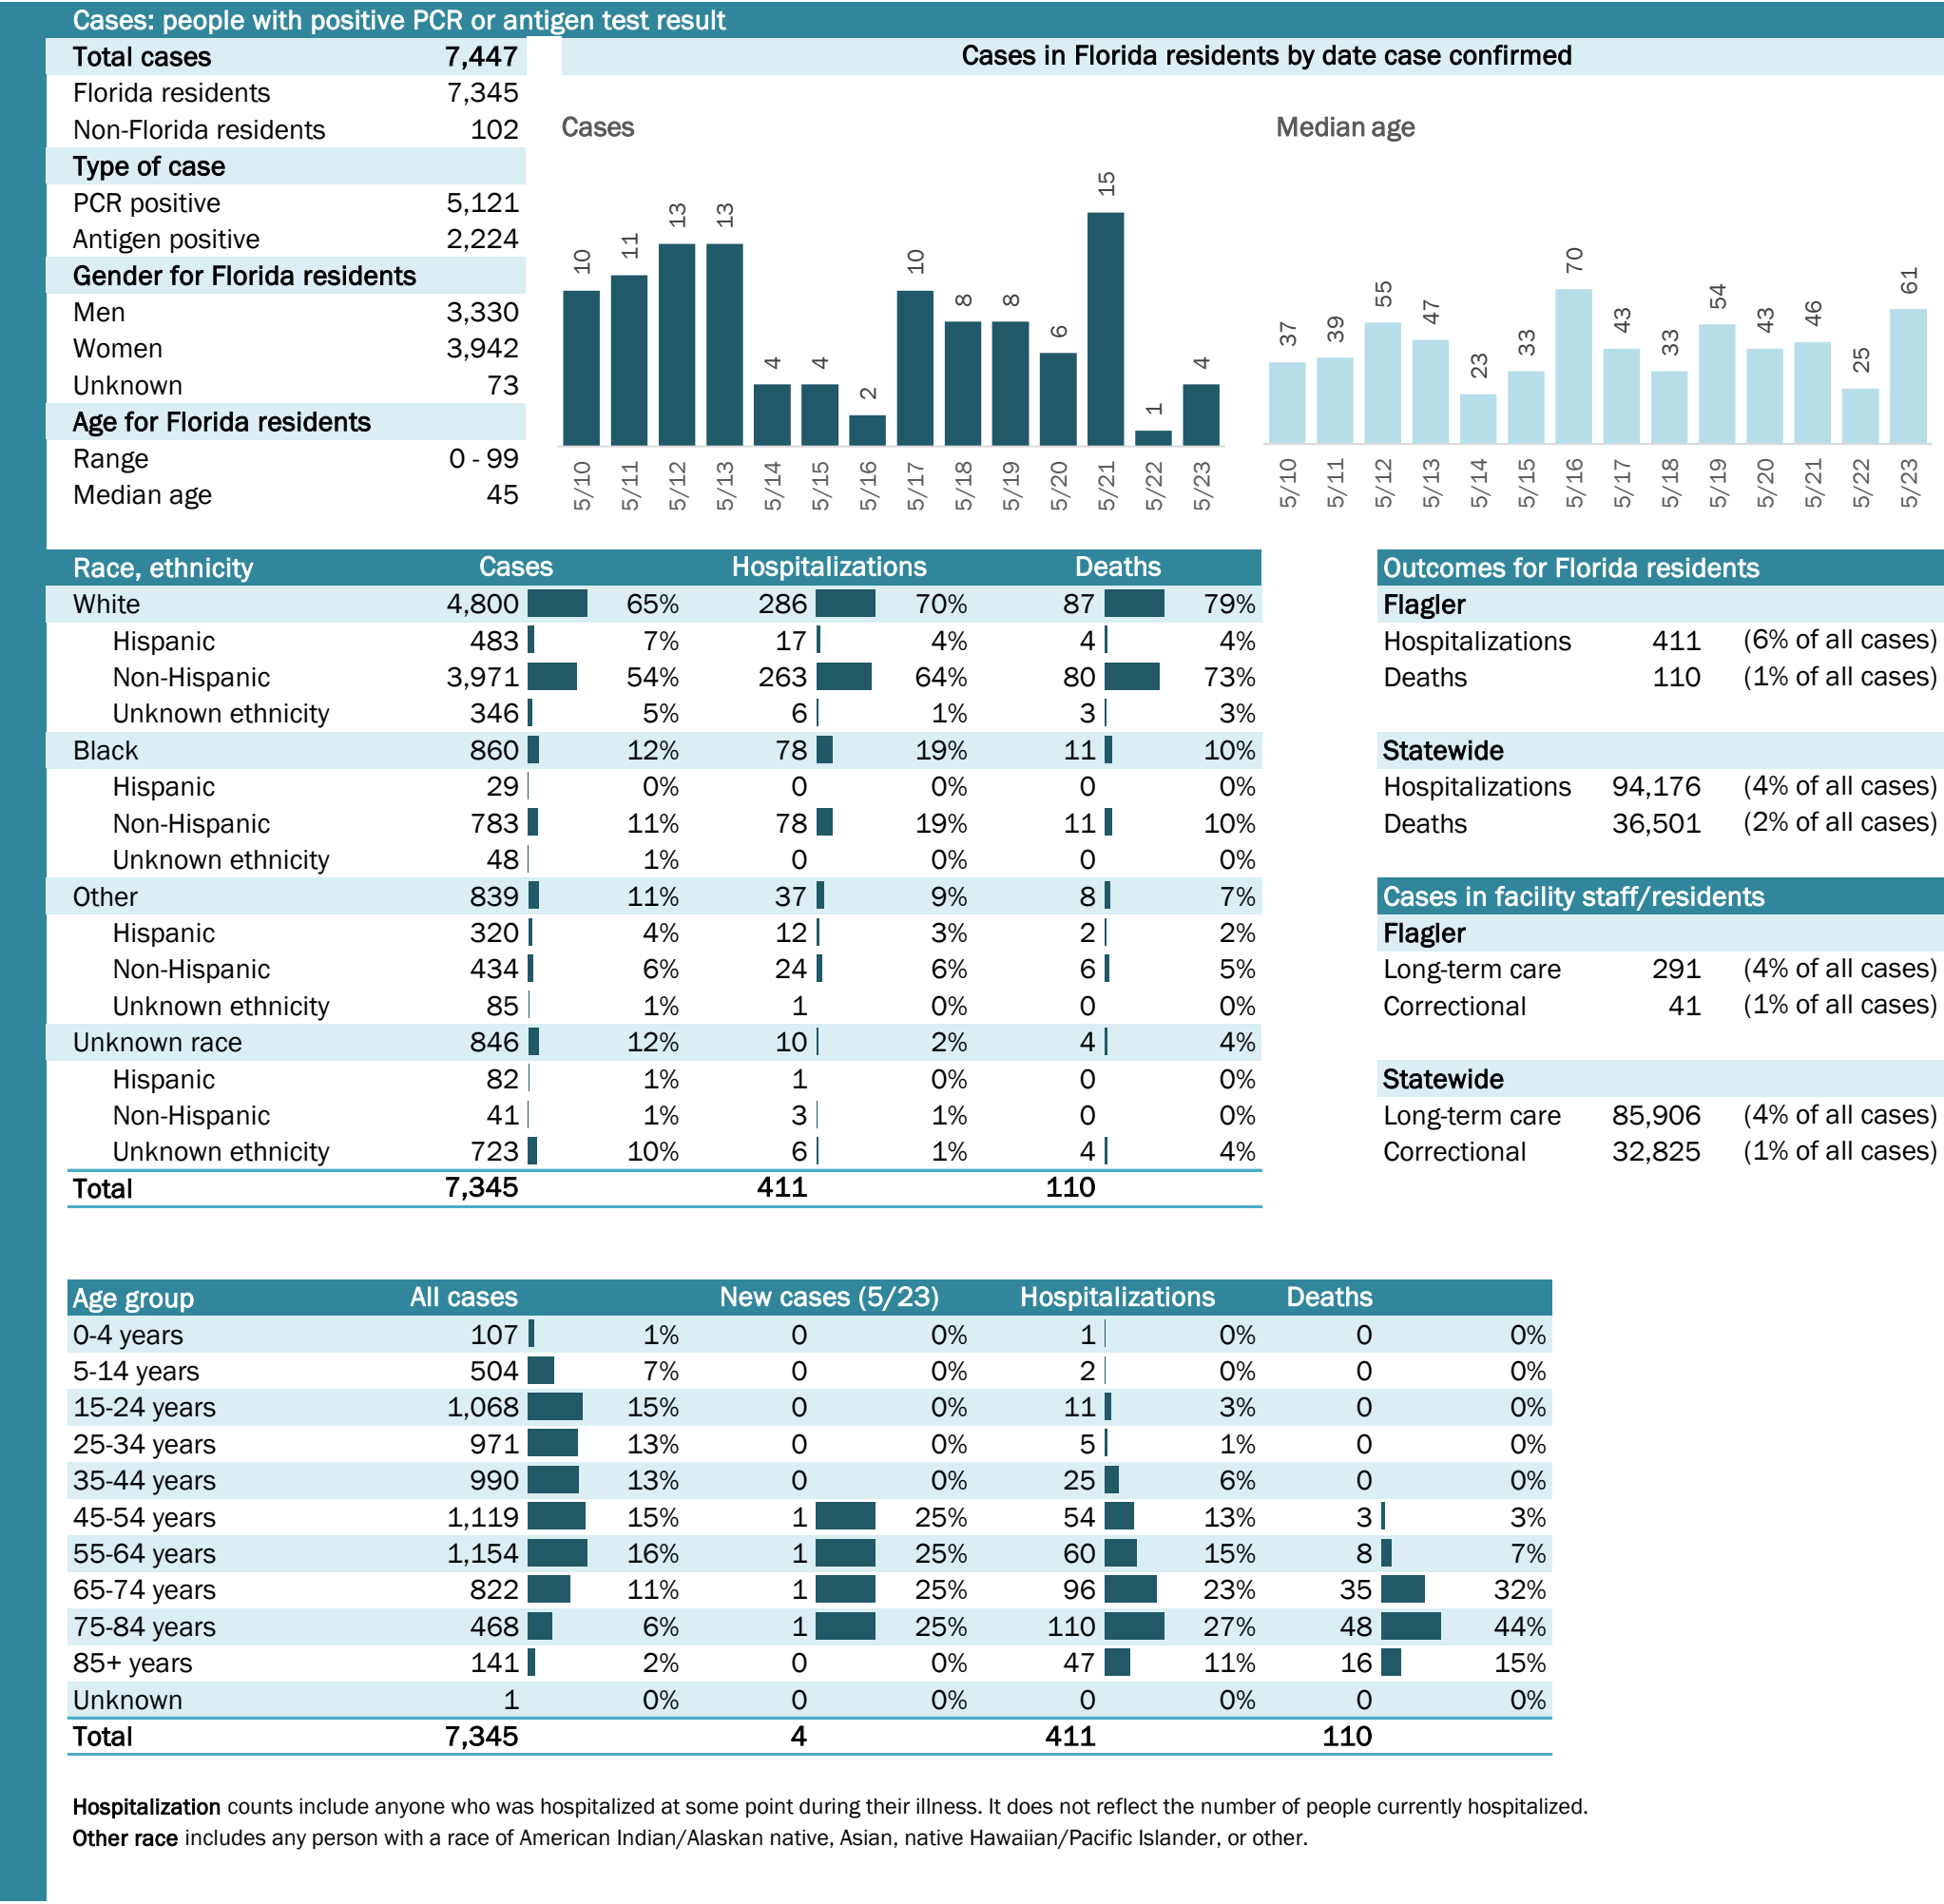 Cases: people with positive PCR or antigen test result
Total cases 7,447
Florida residents 7,345
Non-Florida residents 102
Type of case
PCR positive 5,121
Antigen positive 2,224
Gender for Florida residents
Men 3,330
Women 3,942
Unknown 73
Age for Florida residents
Range 0 - 99
Median age 45
Cases in Florida residents by date case confirmed
Cases
10 11 13 13 4 4 2 10 8 8 6 15 1 4
5/10 5/11 5/12 5/13 5/14 5/15 5/16 5/17 5/18 5/19 5/20 5/21 5/22 5/23
Median age
37 39 55 47 23 33 70 43 33 54 43 46 25 61
5/10 5/11 5/12 5/13 5/14 5/15 5/16 5/17 5/18 5/19 5/20 5/21 5/22 5/23
Race, ethnicity Cases Hospitalizations Deaths
White 4,800 65% 286 70% 87 79%
Hispanic 483 7% 17 4% 4 4%
Non-Hispanic 3,971 54% 263 64% 80 73%
Unknown ethnicity 346 5% 6 1% 3 3%
Black 860 12% 78 19% 11 10%
Hispanic 29 0% 0 0% 0 0%
Non-Hispanic 783 11% 78 19% 11 10%
Unknown ethnicity 48 1% 0 0% 0 0%
Other 839 11% 37 9% 8 7%
Hispanic 320 4% 12 3% 2 2%
Non-Hispanic 434 6% 24 6% 6 5%
Unknown ethnicity 85 1% 1 0% 0 0%
Unknown race 846 12% 10 2% 4 4%
Hispanic 82 1% 1 0% 0 0%
Non-Hispanic 41 1% 3 1% 0 0%
Unknown ethnicity 723 10% 6 1% 4 4%
Total 7,345 411 110
Outcomes for Florida residents
Flagler
Hospitalizations 411 (6% of all cases)
Deaths 110 (1% of all cases)
Statewide
Hospitalizations 94,176 (4% of all cases)
Deaths 36,501 (2% of all cases)
Cases in facility staff/residents
Flagler
Long-term care 291 (4% of all cases)
Correctional 41 (1% of all cases)
Statewide
Long-term care 85,906 (4% of all cases)
Correctional 32,825 (1% of all cases)
Age group All cases New cases (5/23) Hospitalizations Deaths
0-4 years 107 1% 0 0% 1 0% 0 0%
5-14 years 504 7% 0 0% 2 0% 0 0%
15-24 years 1,068 15% 0 0% 11 3% 0 0%
25-34 years 971 13% 0 0% 5 1% 0 0%
35-44 years 990 13% 0 0% 25 6% 0 0%
45-54 years 1,119 15% 1 25% 54 13% 3 3%
55-64 years 1,154 16% 1 25% 60 15% 8 7%
65-74 years 822 11% 1 25% 96 23% 35 32%
75-84 years 468 6% 1 25% 110 27% 48 44%
85+ years 141 2% 0 0% 47 11% 16 15%
Unknown 1 0% 0 0% 0 0% 0 0%
Total 7,345 4 411 110
Hospitalization counts include anyone who was hospitalized at some point during their illness. It does not reflect the number of people currently hospitalized.
Other race includes any person with a race of American Indian/Alaskan native, Asian, native Hawaiian/Pacific Islander, or other.